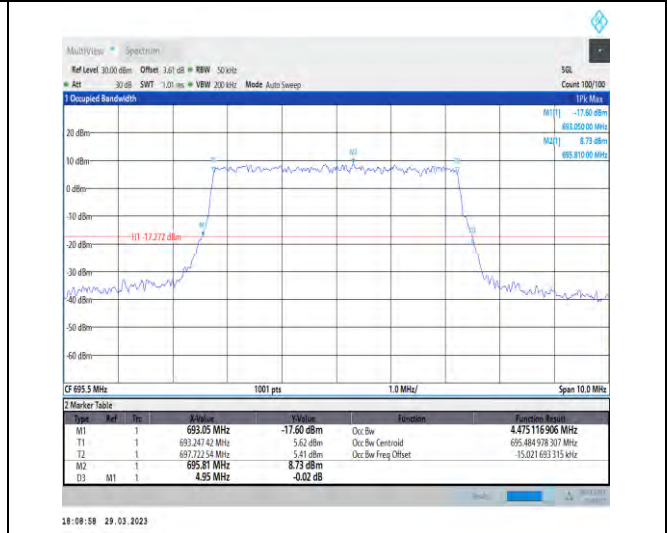 MultiView Spectrum
Ref Level 30.00 dBm Offset 3.61 dB RBW 50 kHz SGL
Att 30 dB SWT 1.01 ms VBW 200 kHz Mode Auto Sweep Count 100/100
1 Occupied Bandwidth 1Pk Max
M1[1] -17.60 dBm
693.050 00 MHz
M2[1] 8.73 dBm
695.810 00 MHz
20 dBm
10 dBm
M2
T1
T2
0 dBm
-10 dBm
M1
D3
H1 -17.272 dBm
-20 dBm
-30 dBm
-40 dBm
-50 dBm
-60 dBm
CF 695.5 MHz 1001 pts 1.0 MHz/ Span 10.0 MHz
2 Marker Table
Type Ref Trc X-Value Y-Value Function Function Result
M1 1 693.05 MHz -17.60 dBm Occ Bw 4.475 116 906 MHz
T1 1 693.247 42 MHz 5.62 dBm Occ Bw Centroid 695.484 978 307 MHz
T2 1 697.722 54 MHz 5.41 dBm Occ Bw Freq Offset -15.021 693 315 kHz
M2 1 695.81 MHz 8.73 dBm
D3 M1 1 4.95 MHz -0.02 dB
Ready
18:08:58 29.03.2023